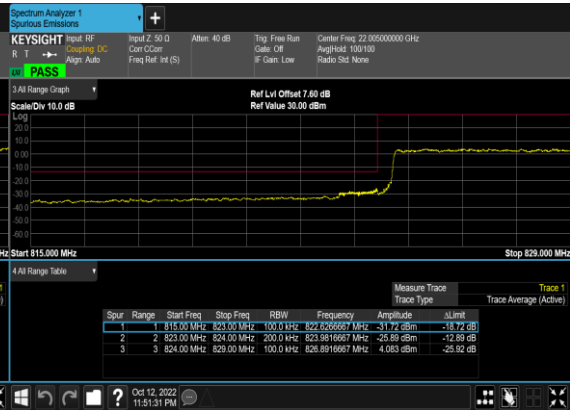 Spectrum Analyzer 1
Spurious Emissions
+
KEYSIGHT Input: RF Input Z: 50 Ω Atten: 40 dB Trig: Free Run Center Freq: 22.005000000 GHz
R T Coupling: DC Corr CCorr Gate: Off Avg|Hold: 100/100
Align: Auto Freq Ref: Int (S) IF Gain: Low Radio Std: None
PASS
3 All Range Graph
Ref Lvl Offset 7.60 dB
Scale/Div 10.0 dB Ref Value 30.00 dBm
Log
20.0
10.0
0.00
-10.0
-20.0
-30.0
-40.0
-50.0
-60.0
Hz Start 815.000 MHz Stop 829.000 MHz
4 All Range Table
Measure Trace Trace 1
Trace Type Trace Average (Active)
Spur Range Start Freq Stop Freq RBW Frequency Amplitude ΔLimit
1 1 815.00 MHz 823.00 MHz 100.0 kHz 822.6266667 MHz -31.72 dBm -18.72 dB
2 2 823.00 MHz 824.00 MHz 200.0 kHz 823.9816667 MHz -25.89 dBm -12.89 dB
3 3 824.00 MHz 829.00 MHz 100.0 kHz 826.8916667 MHz 4.083 dBm -25.92 dB
? Oct 12, 2022
11:51:31 PM